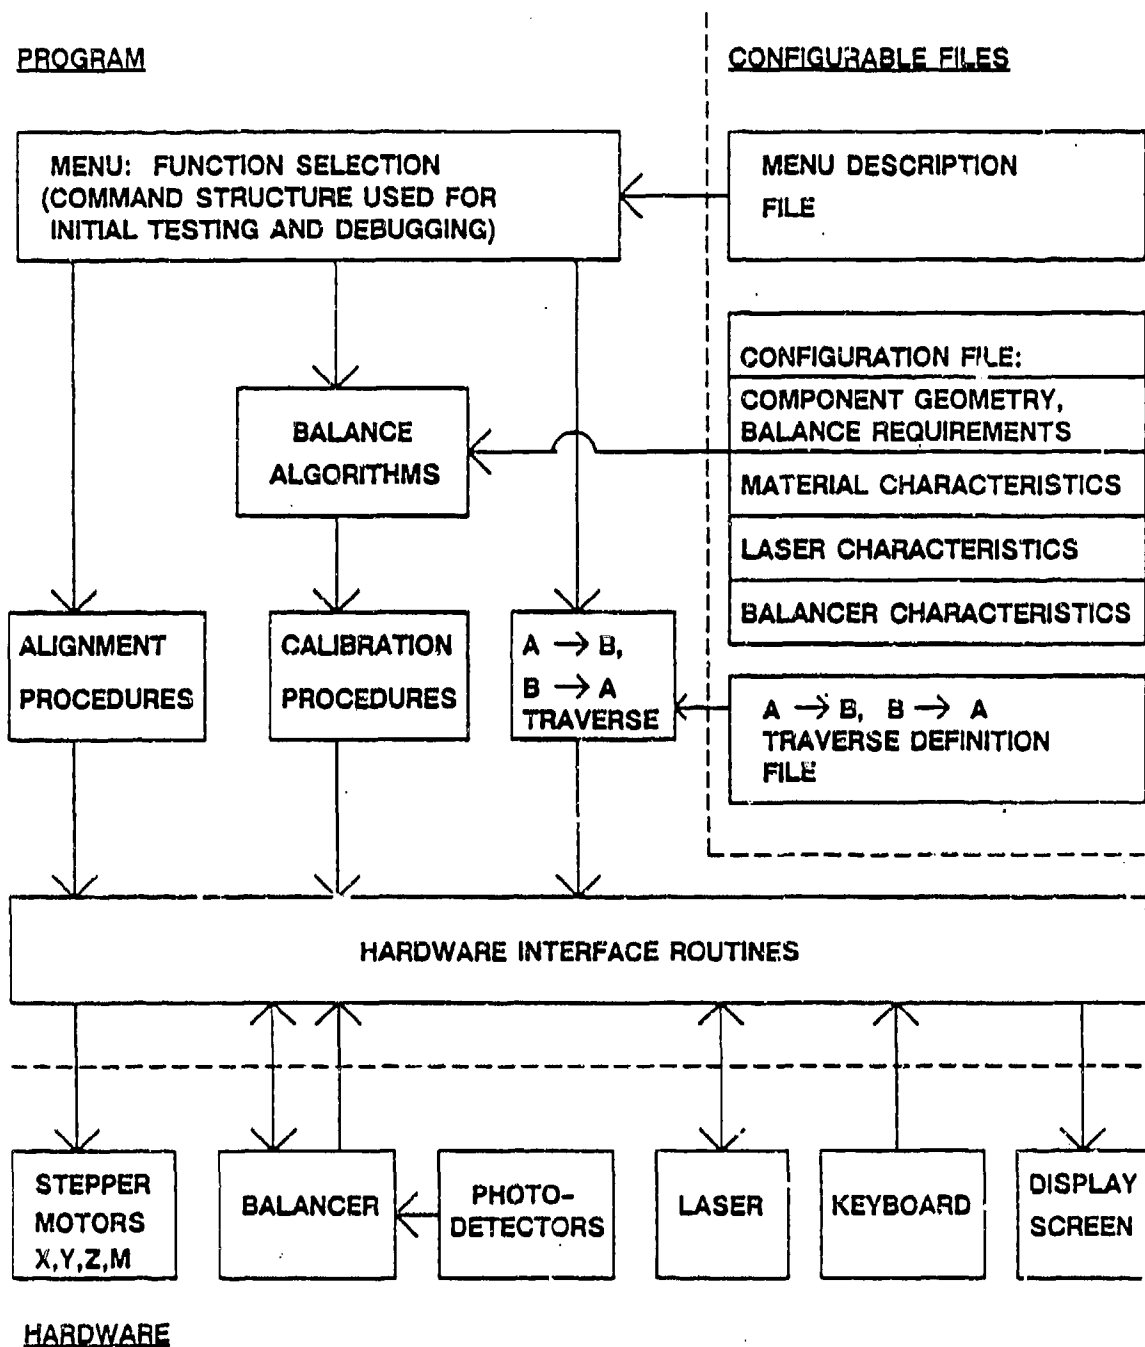 PROGRAM
CONFIGURABLE FILES
MENU: FUNCTION SELECTION
(COMMAND STRUCTURE USED FOR
INITIAL TESTING AND DEBUGGING)
MENU DESCRIPTION
FILE
CONFIGURATION FILE:
COMPONENT GEOMETRY,
BALANCE REQUIREMENTS
MATERIAL CHARACTERISTICS
LASER CHARACTERISTICS
BALANCER CHARACTERISTICS
BALANCE
ALGORITHMS
ALIGNMENT
PROCEDURES
CALIBRATION
PROCEDURES
A → B,
B → A
TRAVERSE
A → B, B → A
TRAVERSE DEFINITION
FILE
HARDWARE INTERFACE ROUTINES
STEPPER
MOTORS
X,Y,Z,M
BALANCER
PHOTO-
DETECTORS
LASER
KEYBOARD
DISPLAY
SCREEN
HARDWARE